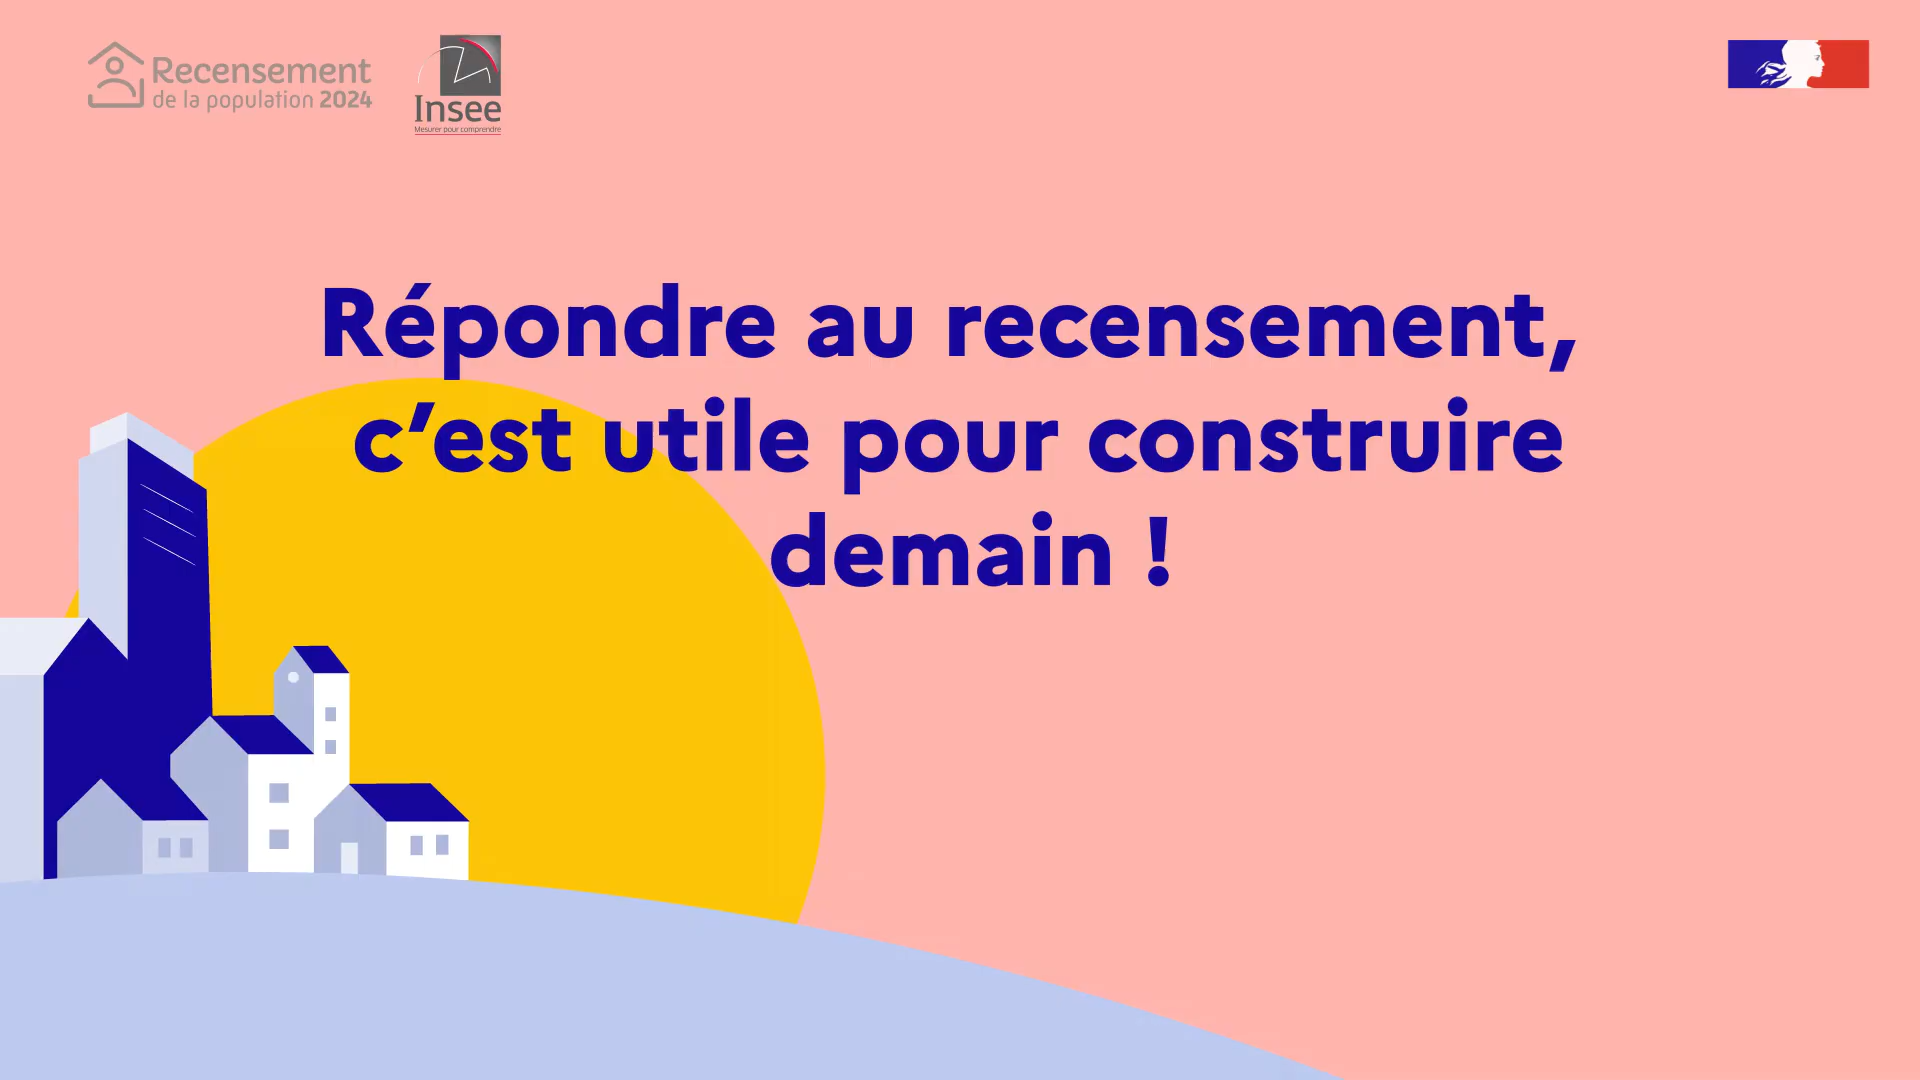 Recensement
de la population 2024
Insee
Mesurer pour comprendre
Répondre au recensement,
c’est utile pour construire
demain !